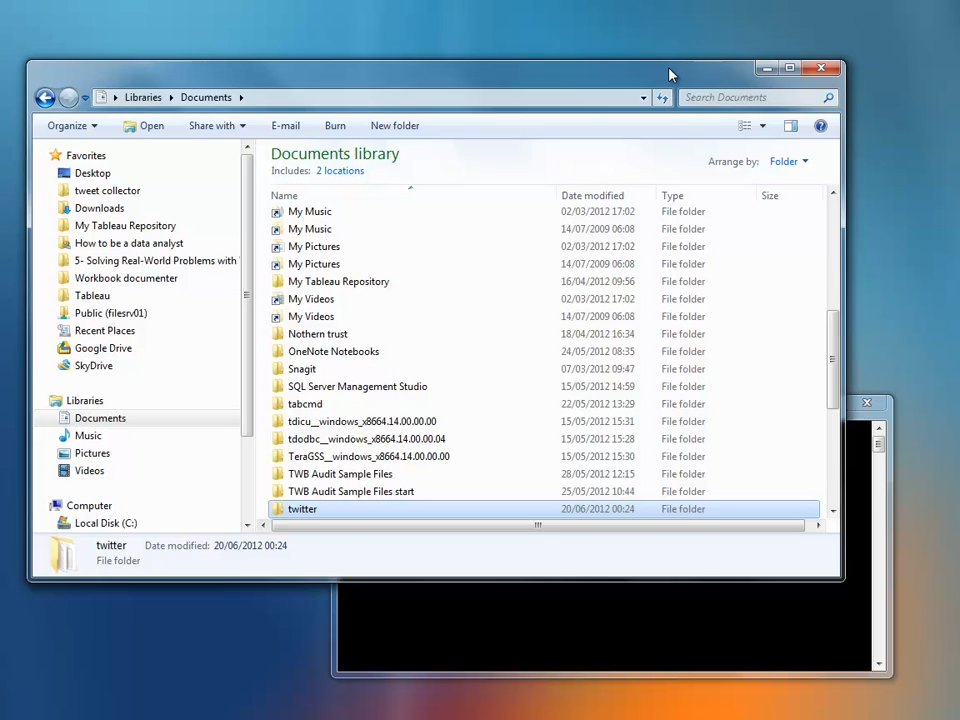 Libraries Documents
Search Documents
Organize Open Share with E-mail Burn New folder
Favorites
Desktop
tweet collector
Downloads
My Tableau Repository
How to be a data analyst
5- Solving Real-World Problems with
Workbook documenter
Tableau
Public (filesrv01)
Recent Places
Google Drive
SkyDrive
Libraries
Documents
Music
Pictures
Videos
Computer
Local Disk (C:)
Documents library
Includes: 2 locations
Arrange by: Folder
Name Date modified Type Size
My Music 02/03/2012 17:02 File folder
My Music 14/07/2009 06:08 File folder
My Pictures 02/03/2012 17:02 File folder
My Pictures 14/07/2009 06:08 File folder
My Tableau Repository 16/04/2012 09:56 File folder
My Videos 02/03/2012 17:02 File folder
My Videos 14/07/2009 06:08 File folder
Nothern trust 18/04/2012 16:34 File folder
OneNote Notebooks 24/05/2012 08:35 File folder
Snagit 07/03/2012 09:47 File folder
SQL Server Management Studio 15/05/2012 14:59 File folder
tabcmd 22/05/2012 13:29 File folder
tdicu__windows_x8664.14.00.00.00 15/05/2012 15:31 File folder
tdodbc__windows_x8664.14.00.00.04 15/05/2012 15:28 File folder
TeraGSS_windows_x8664.14.00.00.00 15/05/2012 15:30 File folder
TWB Audit Sample Files 28/05/2012 12:15 File folder
TWB Audit Sample Files start 25/05/2012 10:44 File folder
twitter 20/06/2012 00:24 File folder
twitter Date modified: 20/06/2012 00:24
File folder